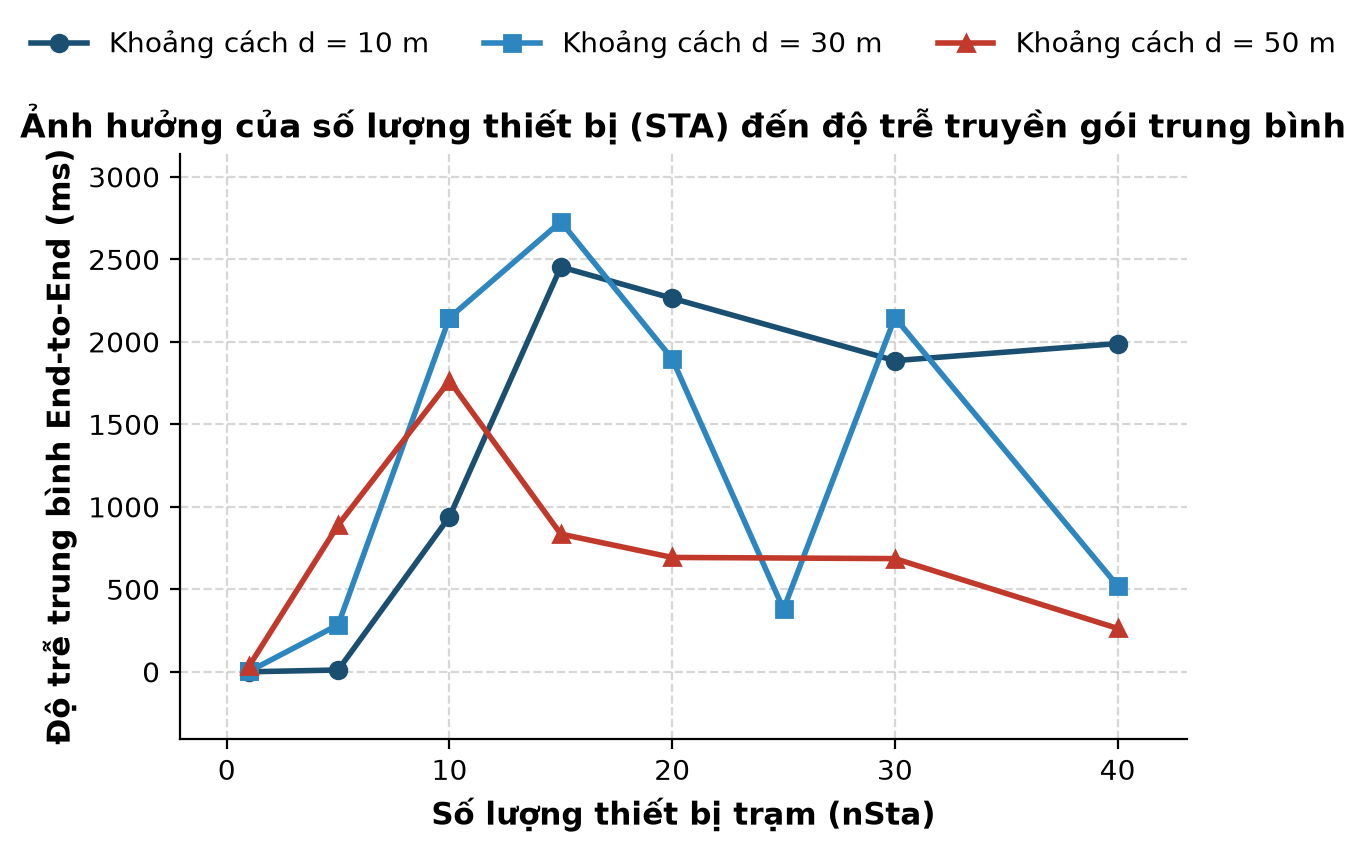 Khoảng cách d = 10 m Khoảng cách d = 30 m Khoảng cách d = 50 m
Ảnh hưởng của số lượng thiết bị (STA) đến độ trễ truyền gói trung bình
Độ trễ trung bình End-to-End (ms)
3000
2500
2000
1500
1000
500
0
0 10 20 30 40
Số lượng thiết bị trạm (nSta)